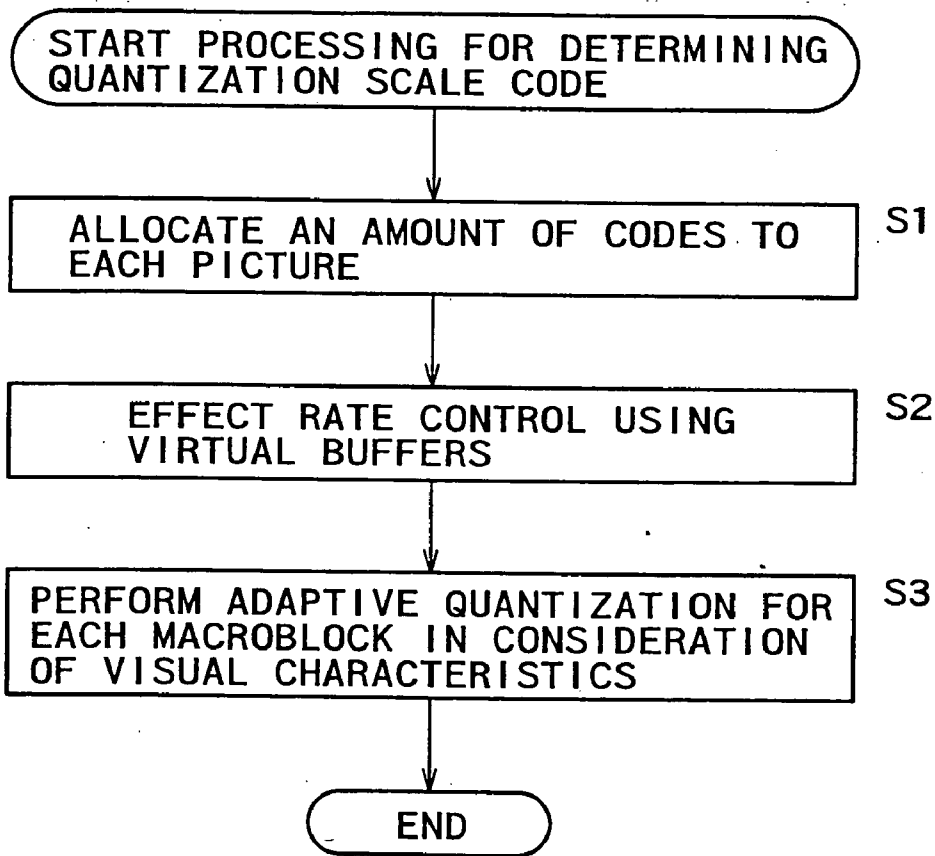 START PROCESSING FOR DETERMINING
QUANTIZATION SCALE CODE
ALLOCATE AN AMOUNT OF CODES TO
EACH PICTURE
S1
EFFECT RATE CONTROL USING
VIRTUAL BUFFERS
S2
PERFORM ADAPTIVE QUANTIZATION FOR
EACH MACROBLOCK IN CONSIDERATION
OF VISUAL CHARACTERISTICS
S3
END